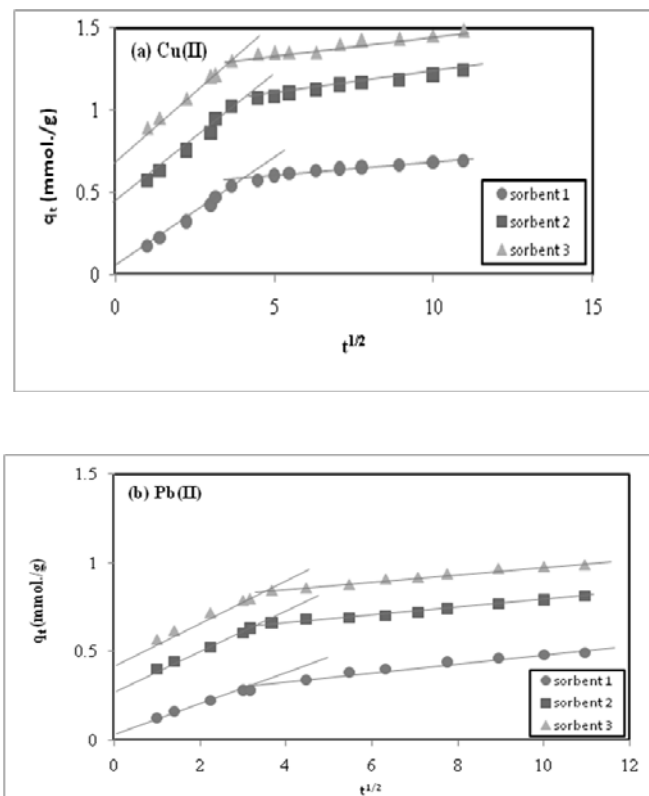 1.5
(a) Cu(II)
1
0.5
0
qt (mmol./g)
sorbent 1
sorbent 2
sorbent 3
0 5 10 15
t1/2
1.5
(b) Pb(II)
1
0.5
0
qt (mmol./g)
sorbent 1
sorbent 2
sorbent 3
0 2 4 6 8 10 12
t1/2